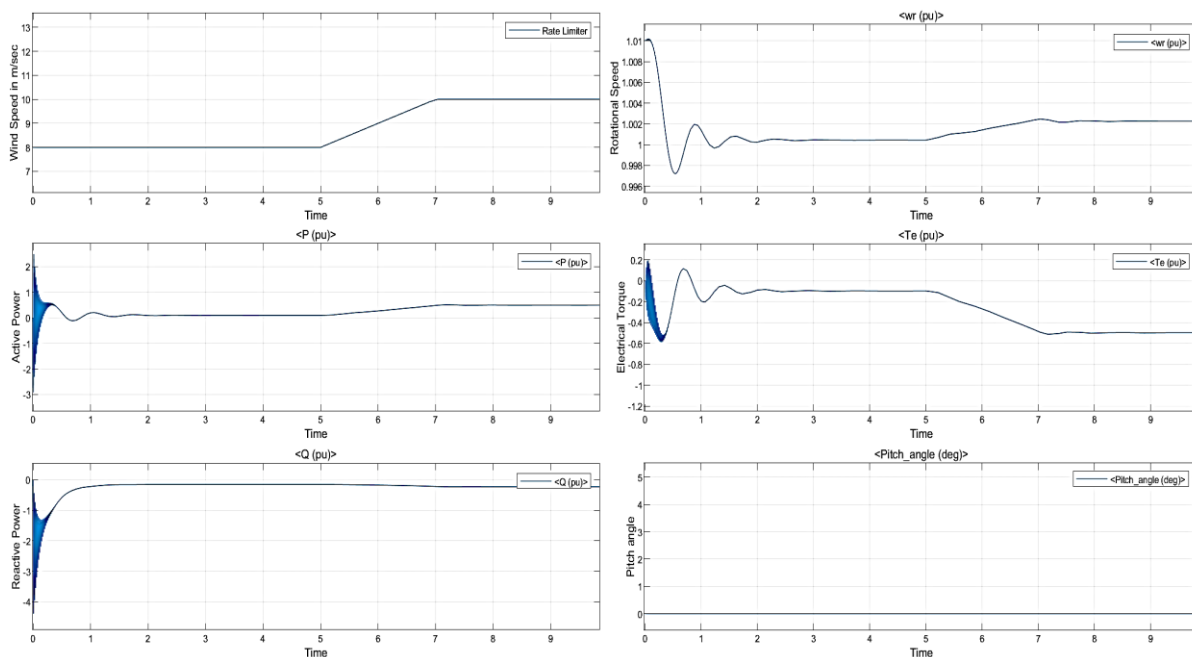 Wind Speed in m/sec
13
12
11
10
9
8
7
Rate Limiter
0 1 2 3 4 5 6 7 8 9
Time
<wr (pu)>
Rotational Speed
1.01
1.008
1.006
1.004
1.002
1
0.998
0.996
<wr (pu)>
0 1 2 3 4 5 6 7 8 9
Time
<P (pu)>
Active Power
2
1
0
-1
-2
-3
<P (pu)>
0 1 2 3 4 5 6 7 8 9
Time
<Te (pu)>
Electrical Torque
0.2
0
-0.2
-0.4
-0.6
-0.8
-1
-1.2
<Te (pu)>
0 1 2 3 4 5 6 7 8 9
Time
<Q (pu)>
Reactive Power
0
-1
-2
-3
-4
<Q (pu)>
0 1 2 3 4 5 6 7 8 9
Time
<Pitch_angle (deg)>
Pitch angle
5
4
3
2
1
0
<Pitch_angle (deg)>
0 1 2 3 4 5 6 7 8 9
Time